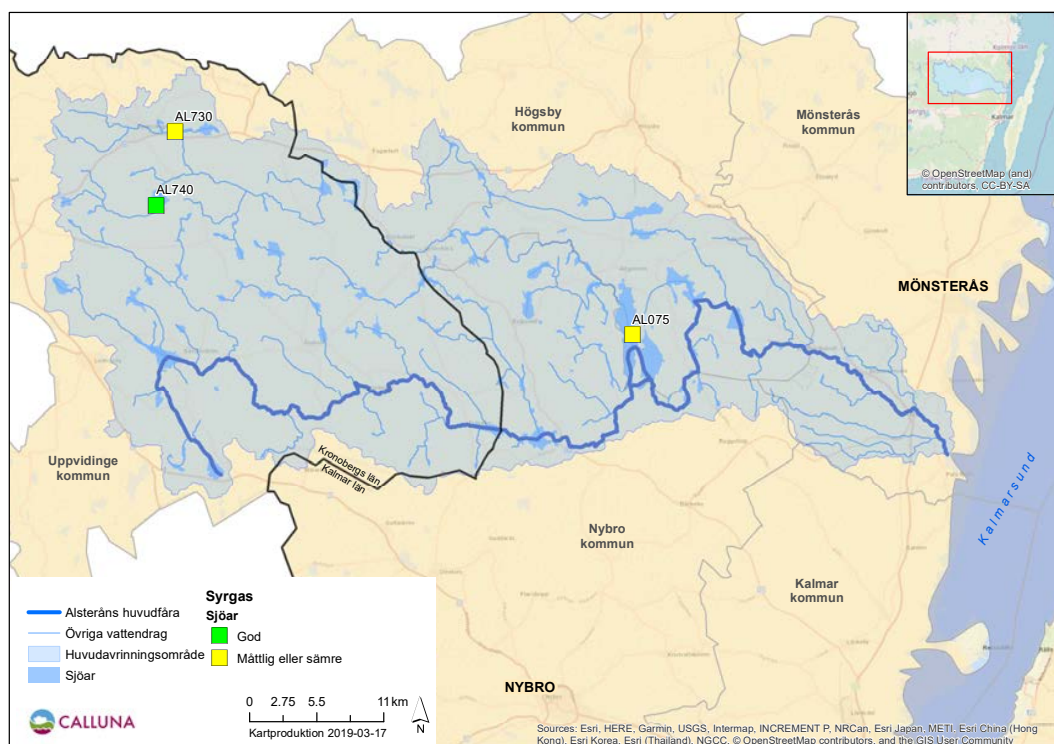 AL730
AL740
AL075
Högsby
kommun
Mönsterås
kommun
Kalmar
© OpenStreetMap (and)
contributors, CC-BY-SA
MÖNSTERÅS
Uppvidinge
kommun
Kronobergs län
Kalmar län
Nybro
kommun
Kalmar
kommun
Kalmarsund
NYBRO
Alsteråns huvudfåra
Övriga vattendrag
Huvudavrinningsområde
Sjöar
Syrgas
Sjöar
God
Måttlig eller sämre
CALLUNA
0 2.75 5.5 11 km
N
Kartproduktion 2019-03-17
Sources: Esri, HERE, Garmin, USGS, Intermap, INCREMENT P, NRCan, Esri Japan, METI, Esri China (Hong
Kong), Esri Korea, Esri (Thailand), NGCC, © OpenStreetMap contributors, and the GIS User Community